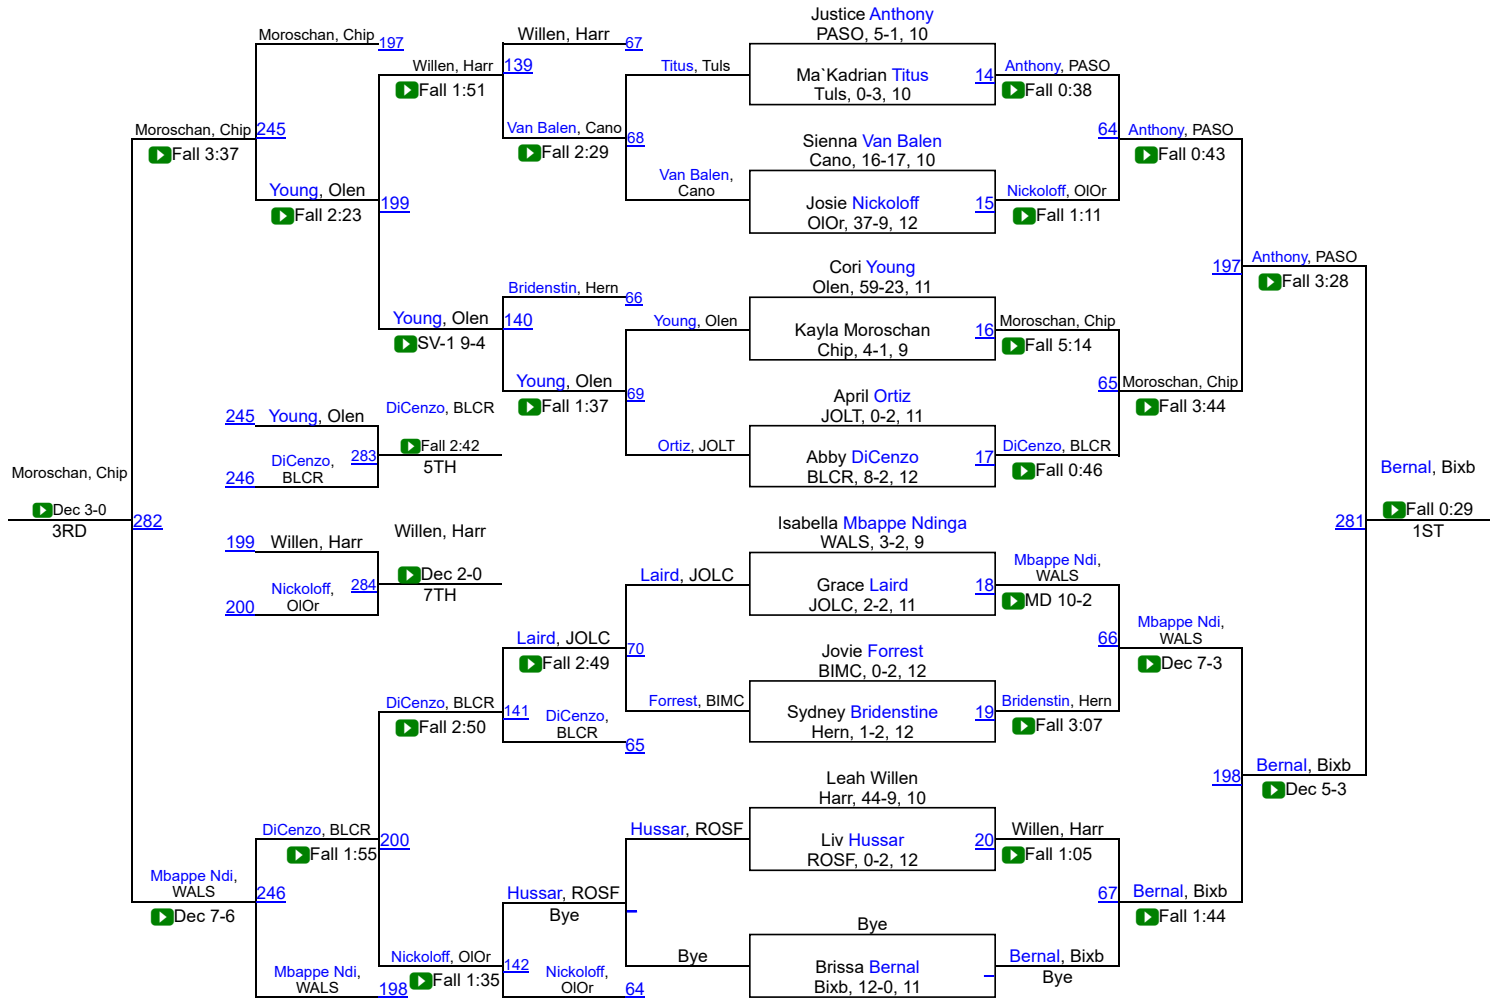 Justice Anthony
PASO, 5-1, 10
Moroschan, Chip
197
Willen, Harr
67
Willen, Harr
139
Titus, Tuls
Ma`Kadrian Titus
Tuls, 0-3, 10
14
Anthony, PASO
Fall 0:38
Fall 1:51
Moroschan, Chip
245
Fall 3:37
Van Balen, Cano
68
Fall 2:29
Sienna Van Balen
Cano, 16-17, 10
64
Anthony, PASO
Fall 0:43
Young, Olen
199
Fall 2:23
Van Balen,
Cano
Josie Nickoloff
OlOr, 37-9, 12
15
Nickoloff, OlOr
Fall 1:11
197
Anthony, PASO
Fall 3:28
Cori Young
Olen, 59-23, 11
Bridenstin, Hern
66
Young, Olen
140
SV-1 9-4
Young, Olen
Kayla Moroschan
Chip, 4-1, 9
16
Moroschan, Chip
Fall 5:14
Young, Olen
69
Fall 1:37
65
Moroschan, Chip
Fall 3:44
April Ortiz
JOLT, 0-2, 11
245
Young, Olen
DiCenzo, BLCR
Fall 2:42
283
5TH
246
DiCenzo,
BLCR
Ortiz, JOLT
Abby DiCenzo
BLCR, 8-2, 12
17
DiCenzo, BLCR
Fall 0:46
Moroschan, Chip
Dec 3-0
3RD
282
Bernal, Bixb
Fall 0:29
281
1ST
199
Willen, Harr
Willen, Harr
Dec 2-0
284
7TH
200
Nickoloff,
OlOr
Isabella Mbappe Ndinga
WALS, 3-2, 9
Laird, JOLC
Grace Laird
JOLC, 2-2, 11
18
Mbappe Ndi,
WALS
MD 10-2
Laird, JOLC
70
Fall 2:49
66
Mbappe Ndi,
WALS
Dec 7-3
Jovie Forrest
BIMC, 0-2, 12
DiCenzo, BLCR
141
Fall 2:50
DiCenzo,
BLCR
65
Forrest, BIMC
Sydney Bridenstine
Hern, 1-2, 12
19
Bridenstin, Hern
Fall 3:07
198
Bernal, Bixb
Dec 5-3
Leah Willen
Harr, 44-9, 10
DiCenzo, BLCR
200
Fall 1:55
Hussar, ROSF
Liv Hussar
ROSF, 0-2, 12
20
Willen, Harr
Fall 1:05
Mbappe Ndi,
WALS
246
Dec 7-6
Hussar, ROSF
Bye
67
Bernal, Bixb
Fall 1:44
Bye
Nickoloff, OlOr
142
Fall 1:35
Bye
Brissa Bernal
Bixb, 12-0, 11
Bernal, Bixb
Bye
Mbappe Ndi,
WALS
198
Nickoloff,
OlOr
64